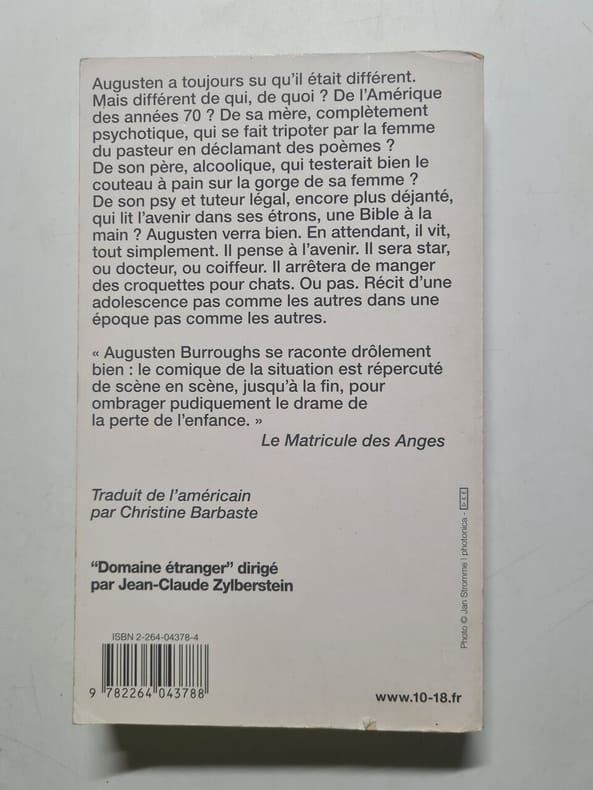 Augusten a toujours su qu'il était différent.
Mais différent de qui, de quoi ? De l'Amérique
des années 70 ? De sa mère, complètement
psychotique, qui se fait tripoter par la femme
du pasteur en déclamant des poèmes ?
De son père, alcoolique, qui testerait bien le
couteau à pain sur la gorge de sa femme ?
De son psy et tuteur légal, encore plus déjanté,
qui lit l'avenir dans ses étrons, une Bible à la
main ? Augusten verra bien. En attendant, il vit,
tout simplement. Il pense à l'avenir. Il sera star,
ou docteur, ou coiffeur. Il arrêtera de manger
des croquettes pour chats. Ou pas. Récit d'une
adolescence pas comme les autres dans une
époque pas comme les autres.
« Augusten Burroughs se raconte drôlement
bien : le comique de la situation est répercuté
de scène en scène, jusqu'à la fin, pour
ombrager pudiquement le drame de
la perte de l'enfance. »
Le Matricule des Anges
Traduit de l'américain
par Christine Barbaste
"Domaine étranger" dirigé
par Jean-Claude Zylberstein
ISBN 2-264-04378-4
9 782264 043788
www.10-18.fr
Photo © Jan Stromme | photonica -